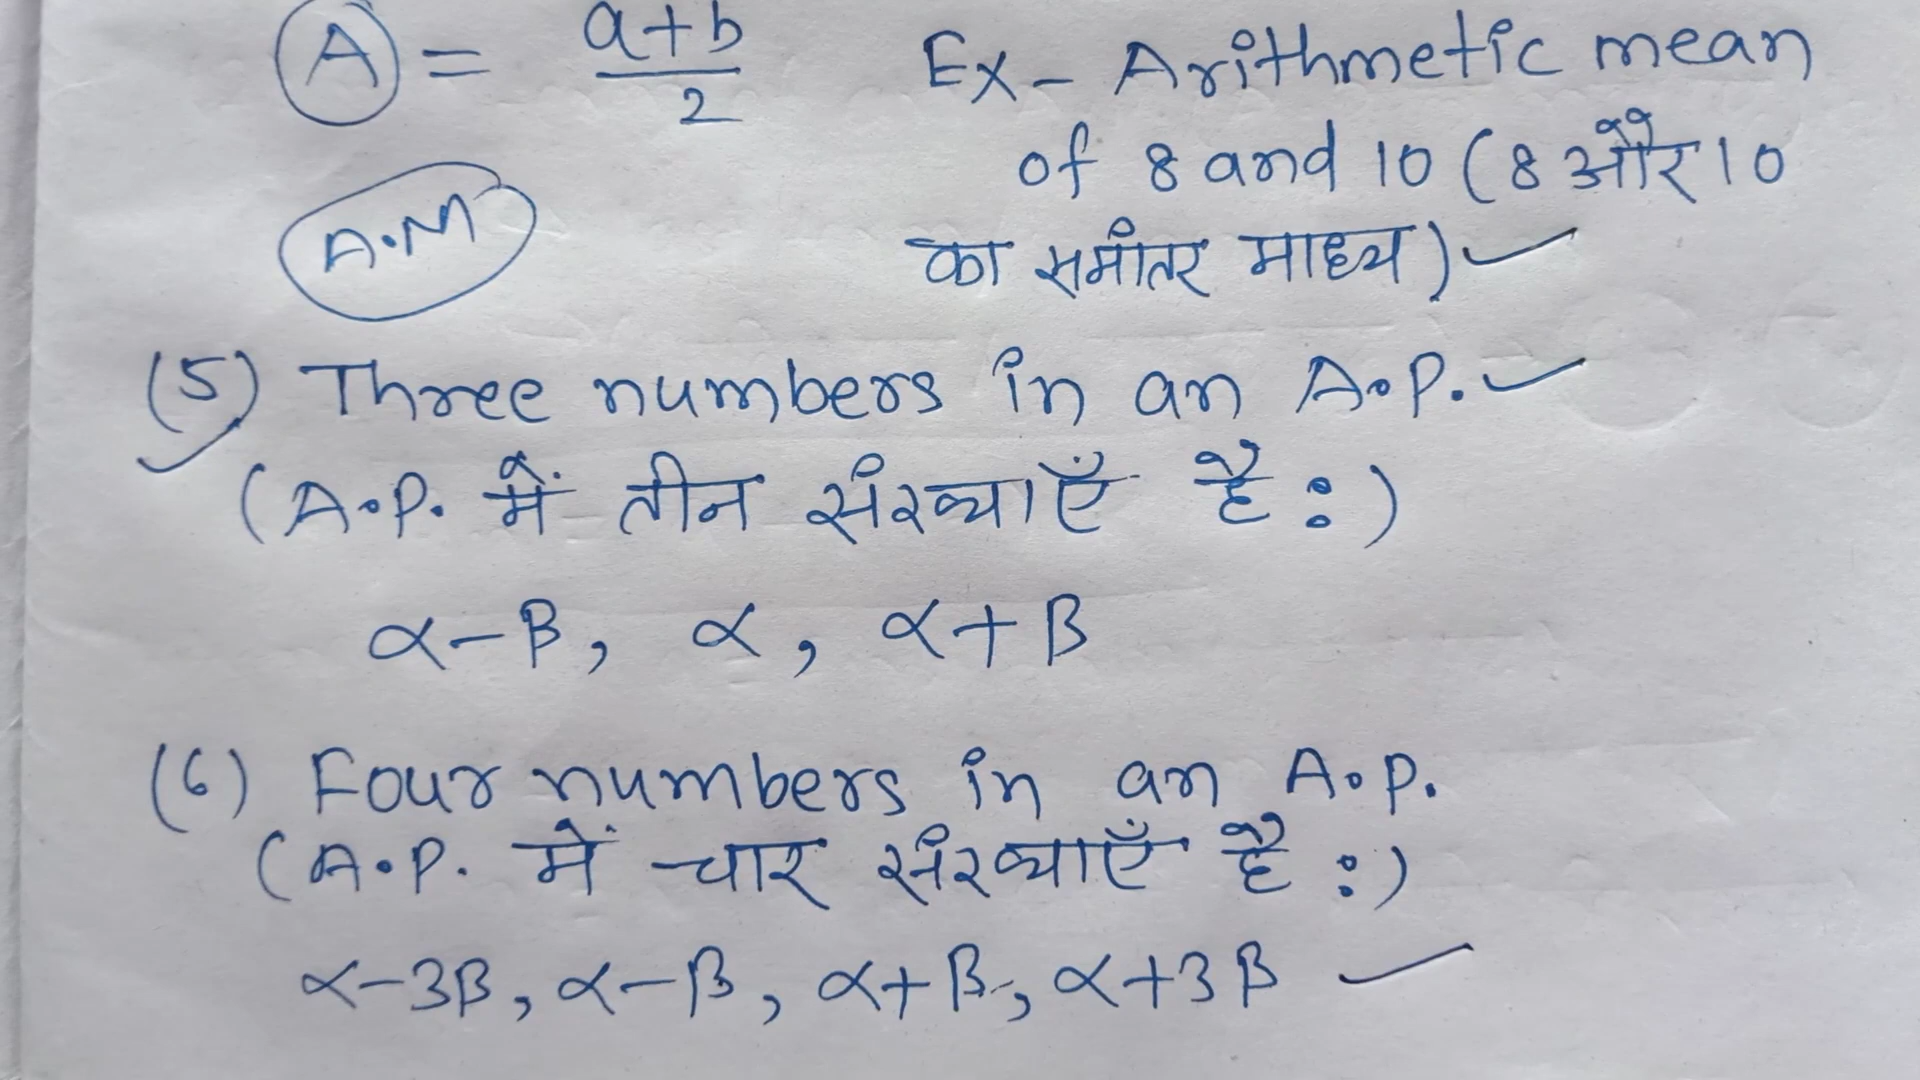 A = a+b/2 Ex- Arithmetic mean
of 8 and 10 (8 और 10
A.M का समांतर माध्य)
(5) Three numbers in an A.P.
(A.P. में तीन संख्याएँ है :)
α-β, α, α+β
(6) Four numbers in an A.P.
(A.P. में चार संख्याएँ है :)
α-3β, α-β, α+β, α+3β